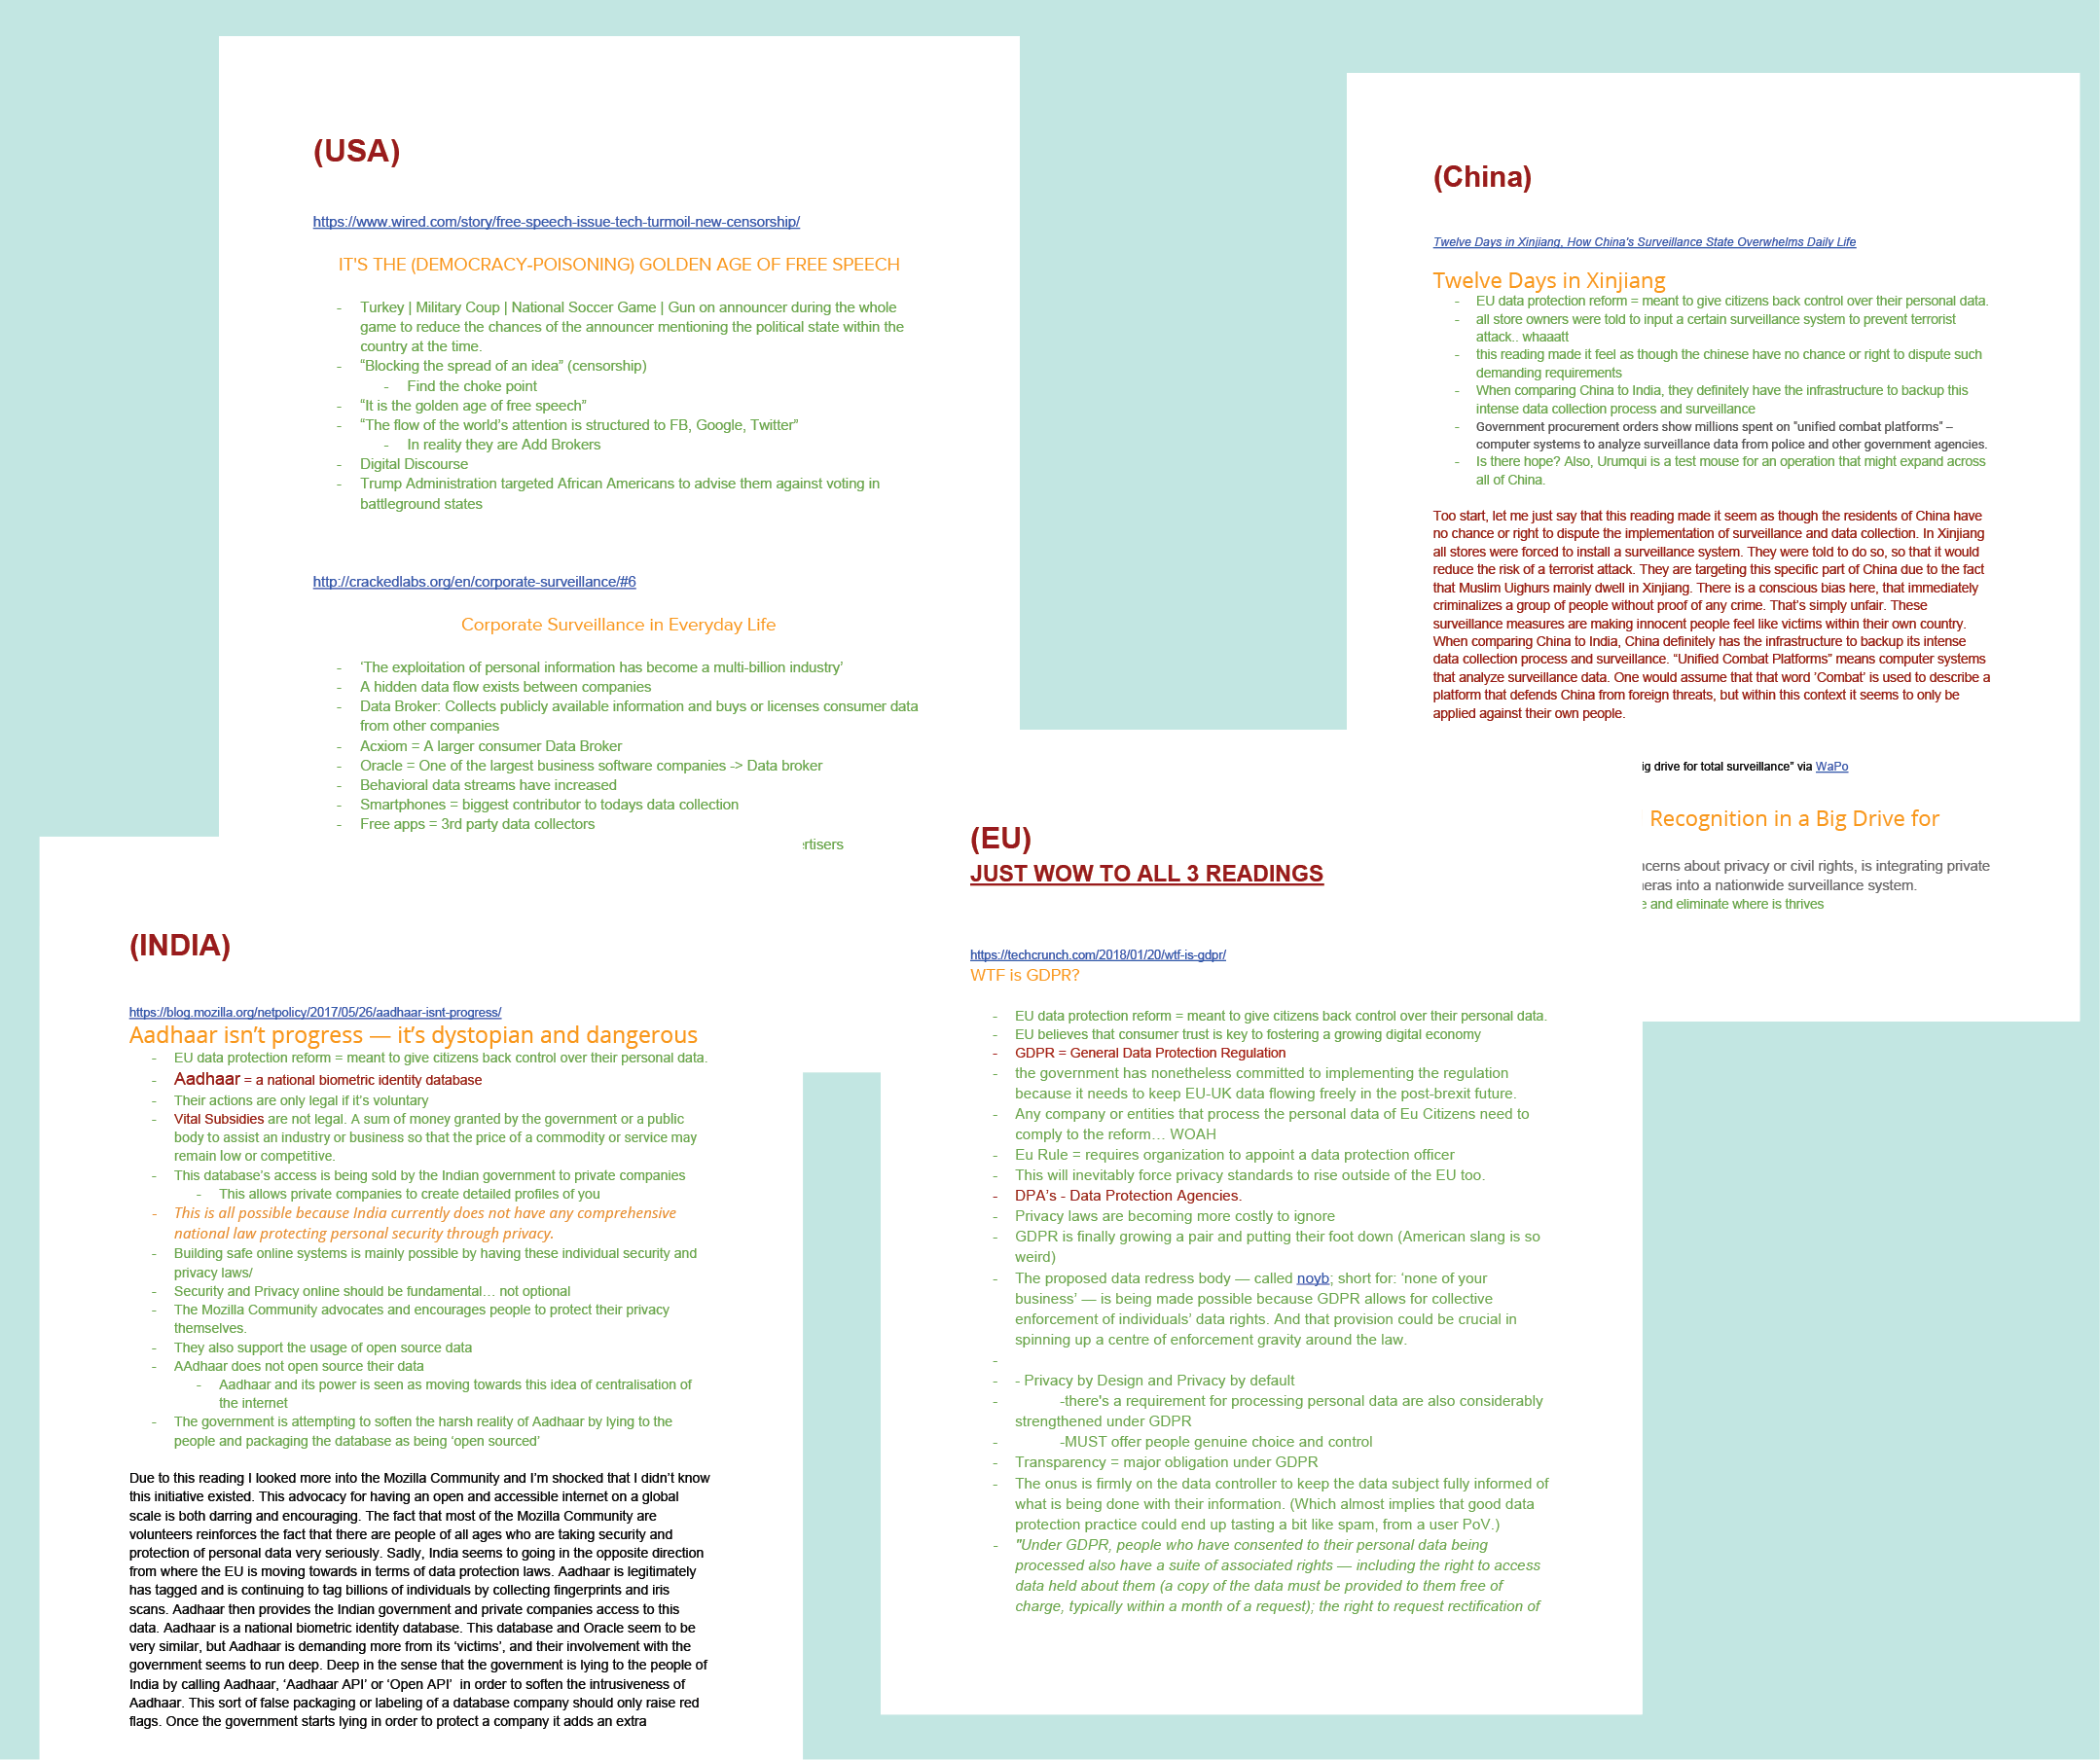 (USA)
https://www.wired.com/story/free-speech-issue-tech-turmoil-new-censorship/
IT'S THE (DEMOCRACY-POISONING) GOLDEN AGE OF FREE SPEECH
- Turkey | Military Coup | National Soccer Game | Gun on announcer during the whole
game to reduce the chances of the announcer mentioning the political state within the
country at the time.
- “Blocking the spread of an idea” (censorship)
- Find the choke point
- “It is the golden age of free speech”
- “The flow of the world’s attention is structured to FB, Google, Twitter”
- In reality they are Add Brokers
- Digital Discourse
- Trump Administration targeted African Americans to advise them against voting in
battleground states
http://crackedlabs.org/en/corporate-surveillance/#6
Corporate Surveillance in Everyday Life
- ‘The exploitation of personal information has become a multi-billion industry’
- A hidden data flow exists between companies
- Data Broker: Collects publicly available information and buys or licenses consumer data
from other companies
- Acxiom = A larger consumer Data Broker
- Oracle = One of the largest business software companies -> Data broker
- Behavioral data streams have increased
- Smartphones = biggest contributor to todays data collection
- Free apps = 3rd party data collectors
rtisers
(China)
Twelve Days in Xinjiang, How China's Surveillance State Overwhelms Daily Life
Twelve Days in Xinjiang
- EU data protection reform = meant to give citizens back control over their personal data.
- all store owners were told to input a certain surveillance system to prevent terrorist
attack.. whaaatt
- this reading made it feel as though the chinese have no chance or right to dispute such
demanding requirements
- When comparing China to India, they definitely have the infrastructure to backup this
intense data collection process and surveillance
- Government procurement orders show millions spent on "unified combat platforms" –
computer systems to analyze surveillance data from police and other government agencies.
- Is there hope? Also, Urumqui is a test mouse for an operation that might expand across
all of China.
Too start, let me just say that this reading made it seem as though the residents of China have
no chance or right to dispute the implementation of surveillance and data collection. In Xinjiang
all stores were forced to install a surveillance system. They were told to do so, so that it would
reduce the risk of a terrorist attack. They are targeting this specific part of China due to the fact
that Muslim Uighurs mainly dwell in Xinjiang. There is a conscious bias here, that immediately
criminalizes a group of people without proof of any crime. That’s simply unfair. These
surveillance measures are making innocent people feel like victims within their own country.
When comparing China to India, China definitely has the infrastructure to backup its intense
data collection process and surveillance. “Unified Combat Platforms” means computer systems
that analyze surveillance data. One would assume that that word ‘Combat’ is used to describe a
platform that defends China from foreign threats, but within this context it seems to only be
applied against their own people.
ig drive for total surveillance” via WaPo
Recognition in a Big Drive for
cerns about privacy or civil rights, is integrating private
eras into a nationwide surveillance system.
e and eliminate where is thrives
(INDIA)
https://blog.mozilla.org/netpolicy/2017/05/26/aadhaar-isnt-progress/
Aadhaar isn’t progress — it’s dystopian and dangerous
- EU data protection reform = meant to give citizens back control over their personal data.
- Aadhaar = a national biometric identity database
- Their actions are only legal if it’s voluntary
- Vital Subsidies are not legal. A sum of money granted by the government or a public
body to assist an industry or business so that the price of a commodity or service may
remain low or competitive.
- This database’s access is being sold by the Indian government to private companies
- This allows private companies to create detailed profiles of you
- This is all possible because India currently does not have any comprehensive
national law protecting personal security through privacy.
- Building safe online systems is mainly possible by having these individual security and
privacy laws/
- Security and Privacy online should be fundamental… not optional
- The Mozilla Community advocates and encourages people to protect their privacy
themselves.
- They also support the usage of open source data
- AAdhaar does not open source their data
- Aadhaar and its power is seen as moving towards this idea of centralisation of
the internet
- The government is attempting to soften the harsh reality of Aadhaar by lying to the
people and packaging the database as being ‘open sourced’
Due to this reading I looked more into the Mozilla Community and I’m shocked that I didn’t know
this initiative existed. This advocacy for having an open and accessible internet on a global
scale is both darring and encouraging. The fact that most of the Mozilla Community are
volunteers reinforces the fact that there are people of all ages who are taking security and
protection of personal data very seriously. Sadly, India seems to going in the opposite direction
from where the EU is moving towards in terms of data protection laws. Aadhaar is legitimately
has tagged and is continuing to tag billions of individuals by collecting fingerprints and iris
scans. Aadhaar then provides the Indian government and private companies access to this
data. Aadhaar is a national biometric identity database. This database and Oracle seem to be
very similar, but Aadhaar is demanding more from its ‘victims’, and their involvement with the
government seems to run deep. Deep in the sense that the government is lying to the people of
India by calling Aadhaar, ‘Aadhaar API’ or ‘Open API’ in order to soften the intrusiveness of
Aadhaar. This sort of false packaging or labeling of a database company should only raise red
flags. Once the government starts lying in order to protect a company it adds an extra
(EU)
JUST WOW TO ALL 3 READINGS
https://techcrunch.com/2018/01/20/wtf-is-gdpr/
WTF is GDPR?
- EU data protection reform = meant to give citizens back control over their personal data.
- EU believes that consumer trust is key to fostering a growing digital economy
- GDPR = General Data Protection Regulation
- the government has nonetheless committed to implementing the regulation
because it needs to keep EU-UK data flowing freely in the post-brexit future.
- Any company or entities that process the personal data of Eu Citizens need to
comply to the reform… WOAH
- Eu Rule = requires organization to appoint a data protection officer
- This will inevitably force privacy standards to rise outside of the EU too.
- DPA’s - Data Protection Agencies.
- Privacy laws are becoming more costly to ignore
- GDPR is finally growing a pair and putting their foot down (American slang is so
weird)
- The proposed data redress body — called noyb; short for: ‘none of your
business’ — is being made possible because GDPR allows for collective
enforcement of individuals’ data rights. And that provision could be crucial in
spinning up a centre of enforcement gravity around the law.
-
- - Privacy by Design and Privacy by default
- -there's a requirement for processing personal data are also considerably
strengthened under GDPR
- -MUST offer people genuine choice and control
- Transparency = major obligation under GDPR
- The onus is firmly on the data controller to keep the data subject fully informed of
what is being done with their information. (Which almost implies that good data
protection practice could end up tasting a bit like spam, from a user PoV.)
- "Under GDPR, people who have consented to their personal data being
processed also have a suite of associated rights — including the right to access
data held about them (a copy of the data must be provided to them free of
charge, typically within a month of a request); the right to request rectification of